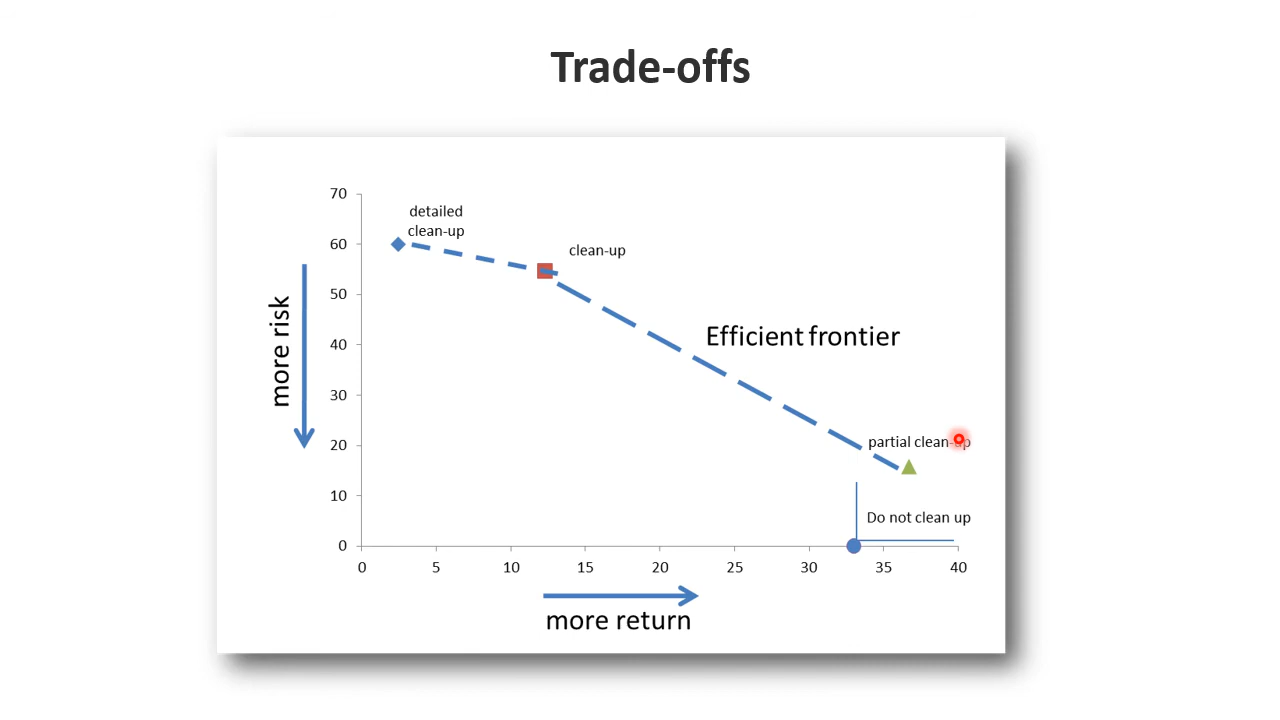 Trade-offs
70
60
50
40
30
20
10
0
0 5 10 15 20 25 30 35 40
detailed
clean-up
clean-up
more risk
Efficient frontier
partial clean-up
Do not clean up
more return